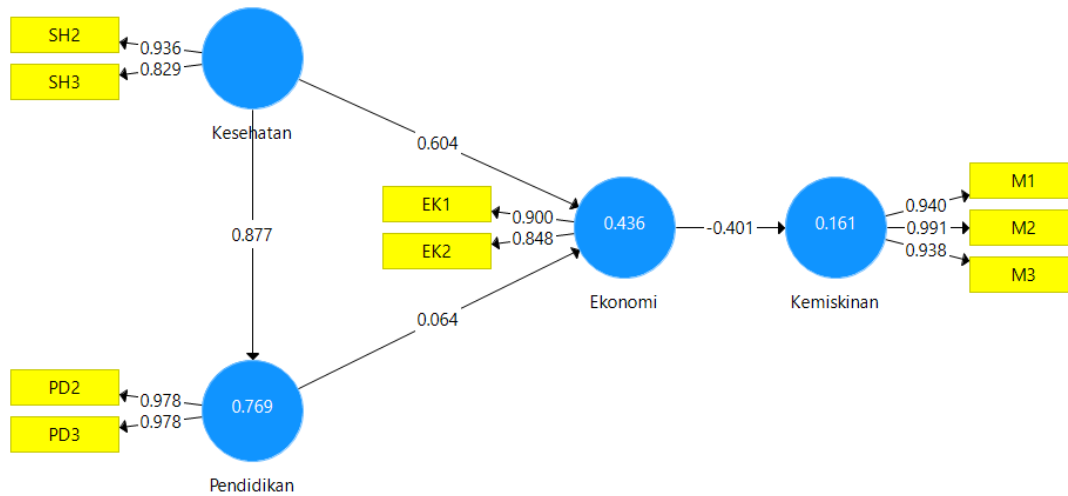 SH2
0.936
SH3
0.829
Kesehatan
0.604
0.877
EK1
0.900
EK2
0.848
0.436
Ekonomi
-0.401
0.161
Kemiskinan
M1
0.940
M2
0.991
M3
0.938
0.064
PD2
0.978
PD3
0.978
0.769
Pendidikan